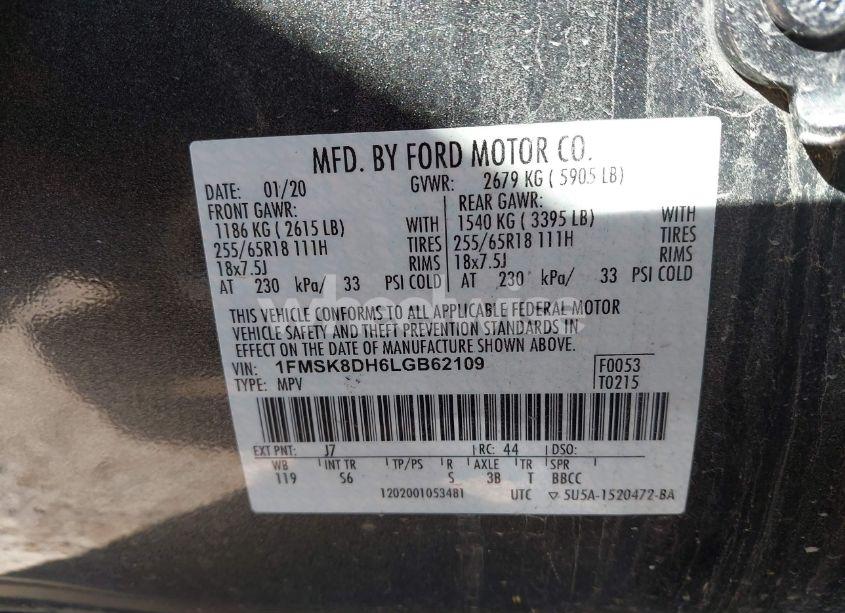 MFD. BY FORD MOTOR CO.
DATE: 01/20 GVWR: 2679 KG ( 5905 LB)
FRONT GAWR: REAR GAWR:
1186 KG ( 2615 LB) WITH 1540 KG ( 3395 LB) WITH
255/65R18 111H TIRES 255/65R18 111H TIRES
18x7.5J RIMS 18x7.5J RIMS
AT 230 kPa/ 33 PSI COLD AT 230 kPa/ 33 PSI COLD
THIS VEHICLE CONFORMS TO ALL APPLICABLE FEDERAL MOTOR
VEHICLE SAFETY AND THEFT PREVENTION STANDARDS IN
EFFECT ON THE DATE OF MANUFACTURE SHOWN ABOVE.
VIN: 1FMSK8DH6LGB62109 F0053
TYPE: MPV T0215
EXT PNT: J7 RC: 44 DSO:
WB INT TR TP/PS R AXLE TR SPR
119 S6 S 3B T BBCC
1202001053481 UTC ▽ 5U5A-1520472-BA